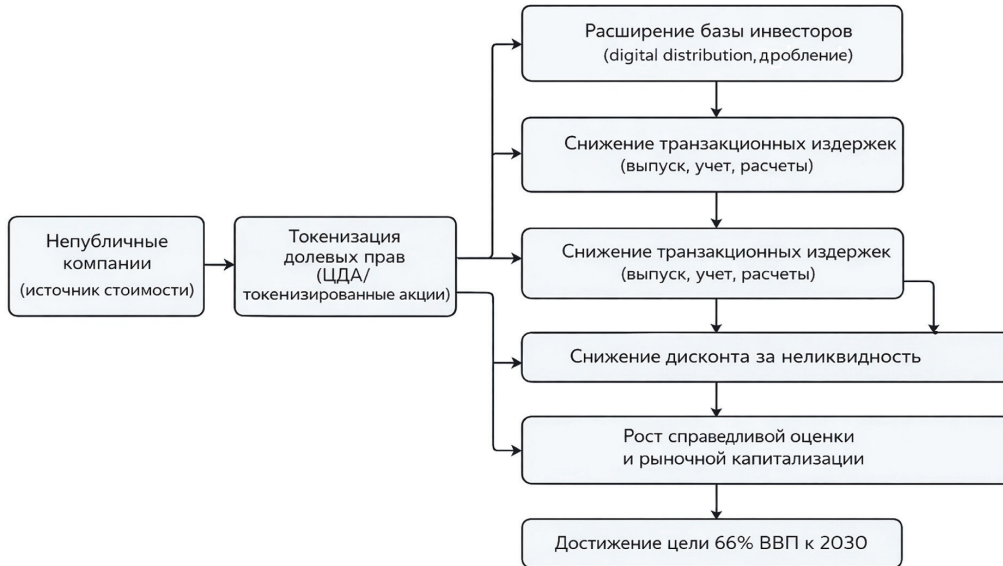 Непубличные
компании
(источник стоимости)
Токенизация
долевых прав
(ЦДА/
токенизированные акции)
Расширение базы инвесторов
(digital distribution, дробление)
Снижение транзакционных издержек
(выпуск, учет, расчеты)
Снижение транзакционных издержек
(выпуск, учет, расчеты)
Снижение дисконта за неликвидность
Рост справедливой оценки
и рыночной капитализации
Достижение цели 66% ВВП к 2030